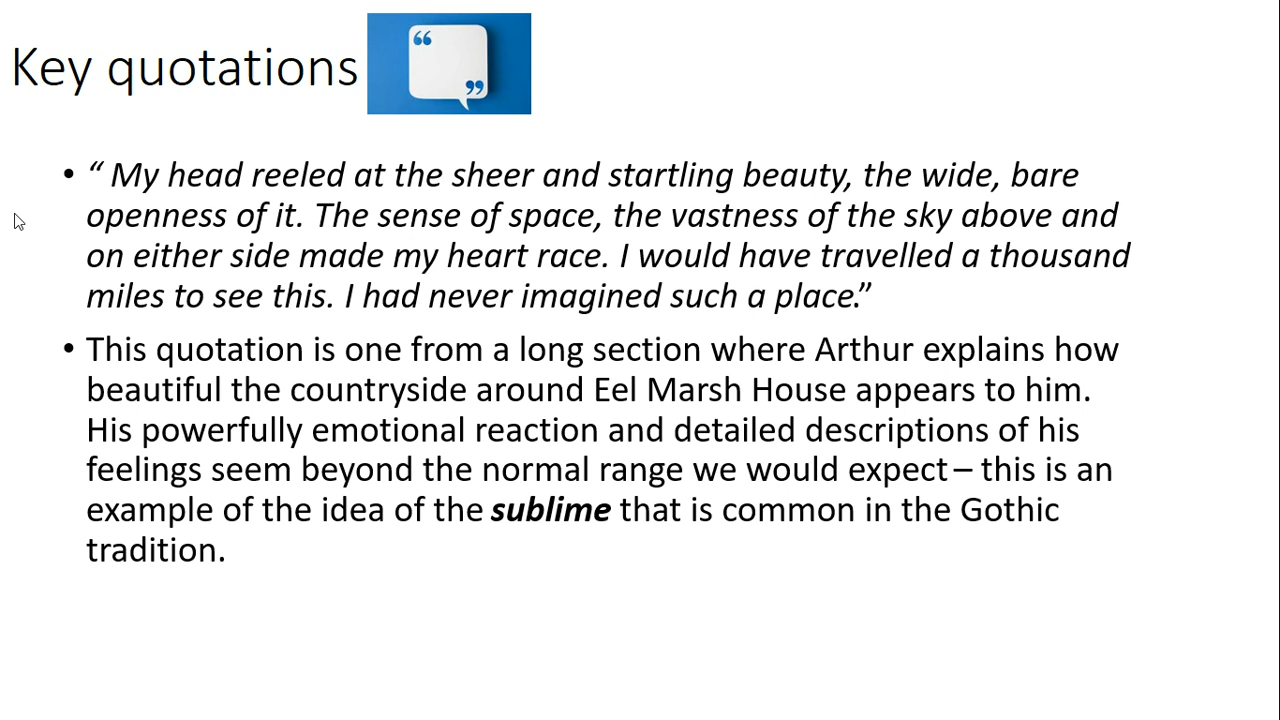 Key quotations
“ ”
• “ My head reeled at the sheer and startling beauty, the wide, bare
openness of it. The sense of space, the vastness of the sky above and
on either side made my heart race. I would have travelled a thousand
miles to see this. I had never imagined such a place.”
• This quotation is one from a long section where Arthur explains how
beautiful the countryside around Eel Marsh House appears to him.
His powerfully emotional reaction and detailed descriptions of his
feelings seem beyond the normal range we would expect – this is an
example of the idea of the sublime that is common in the Gothic
tradition.